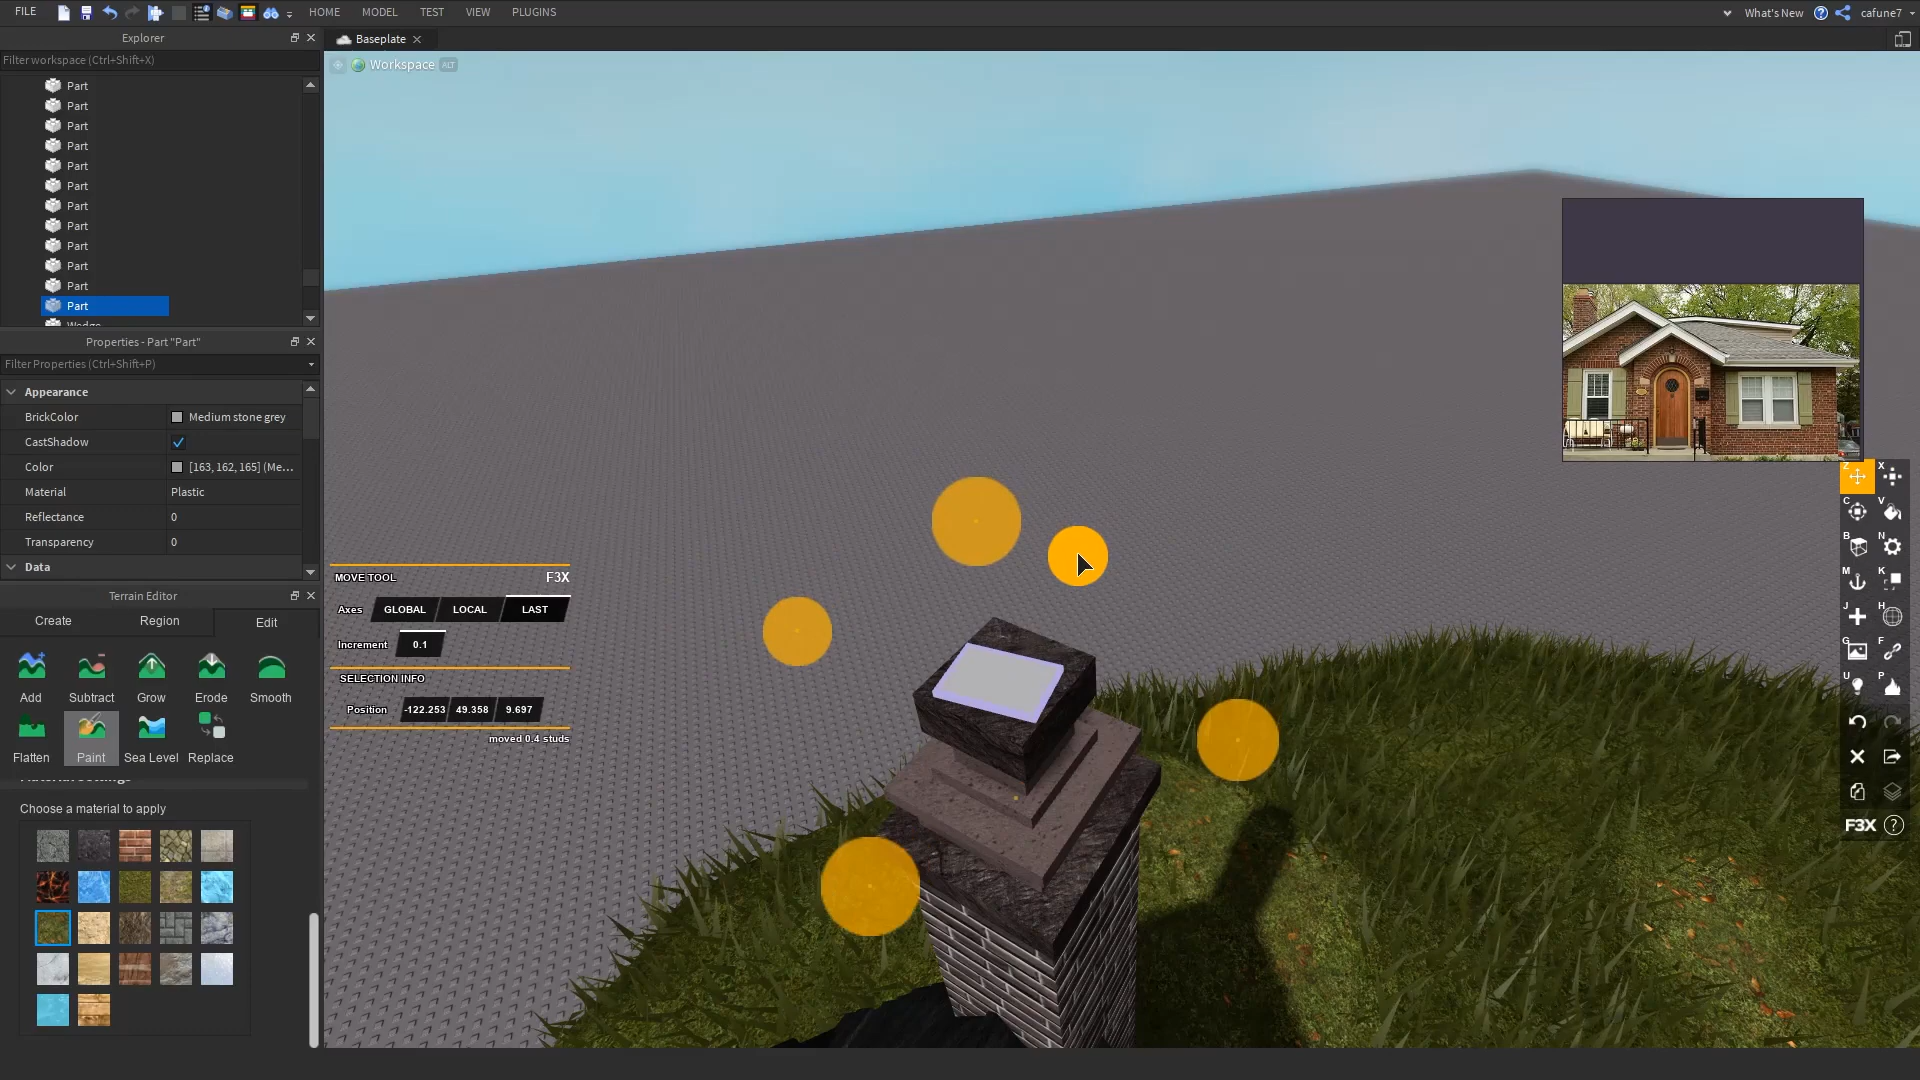 FILE
HOME
MODEL
TEST
VIEW
PLUGINS
What's New
cafune7
Explorer
Filter workspace (Ctrl+Shift+X)
Part
Part
Part
Part
Part
Part
Part
Part
Part
Part
Part
Part
Wedge
Properties - Part "Part"
Filter Properties (Ctrl+Shift+P)
Appearance
BrickColor Medium stone grey
CastShadow
Color [163, 162, 165] (Me...
Material Plastic
Reflectance 0
Transparency 0
Data
Terrain Editor
Create Region Edit
Add Subtract Grow Erode Smooth
Flatten Paint Sea Level Replace
Material Settings
Choose a material to apply
Baseplate
Workspace ALT
MOVE TOOL F3X
Axes GLOBAL LOCAL LAST
Increment 0.1
SELECTION INFO
Position -122.253 49.358 9.697
moved 0.4 studs
Z X
C V
B N
M K
J H
G F
U P
F3X ?